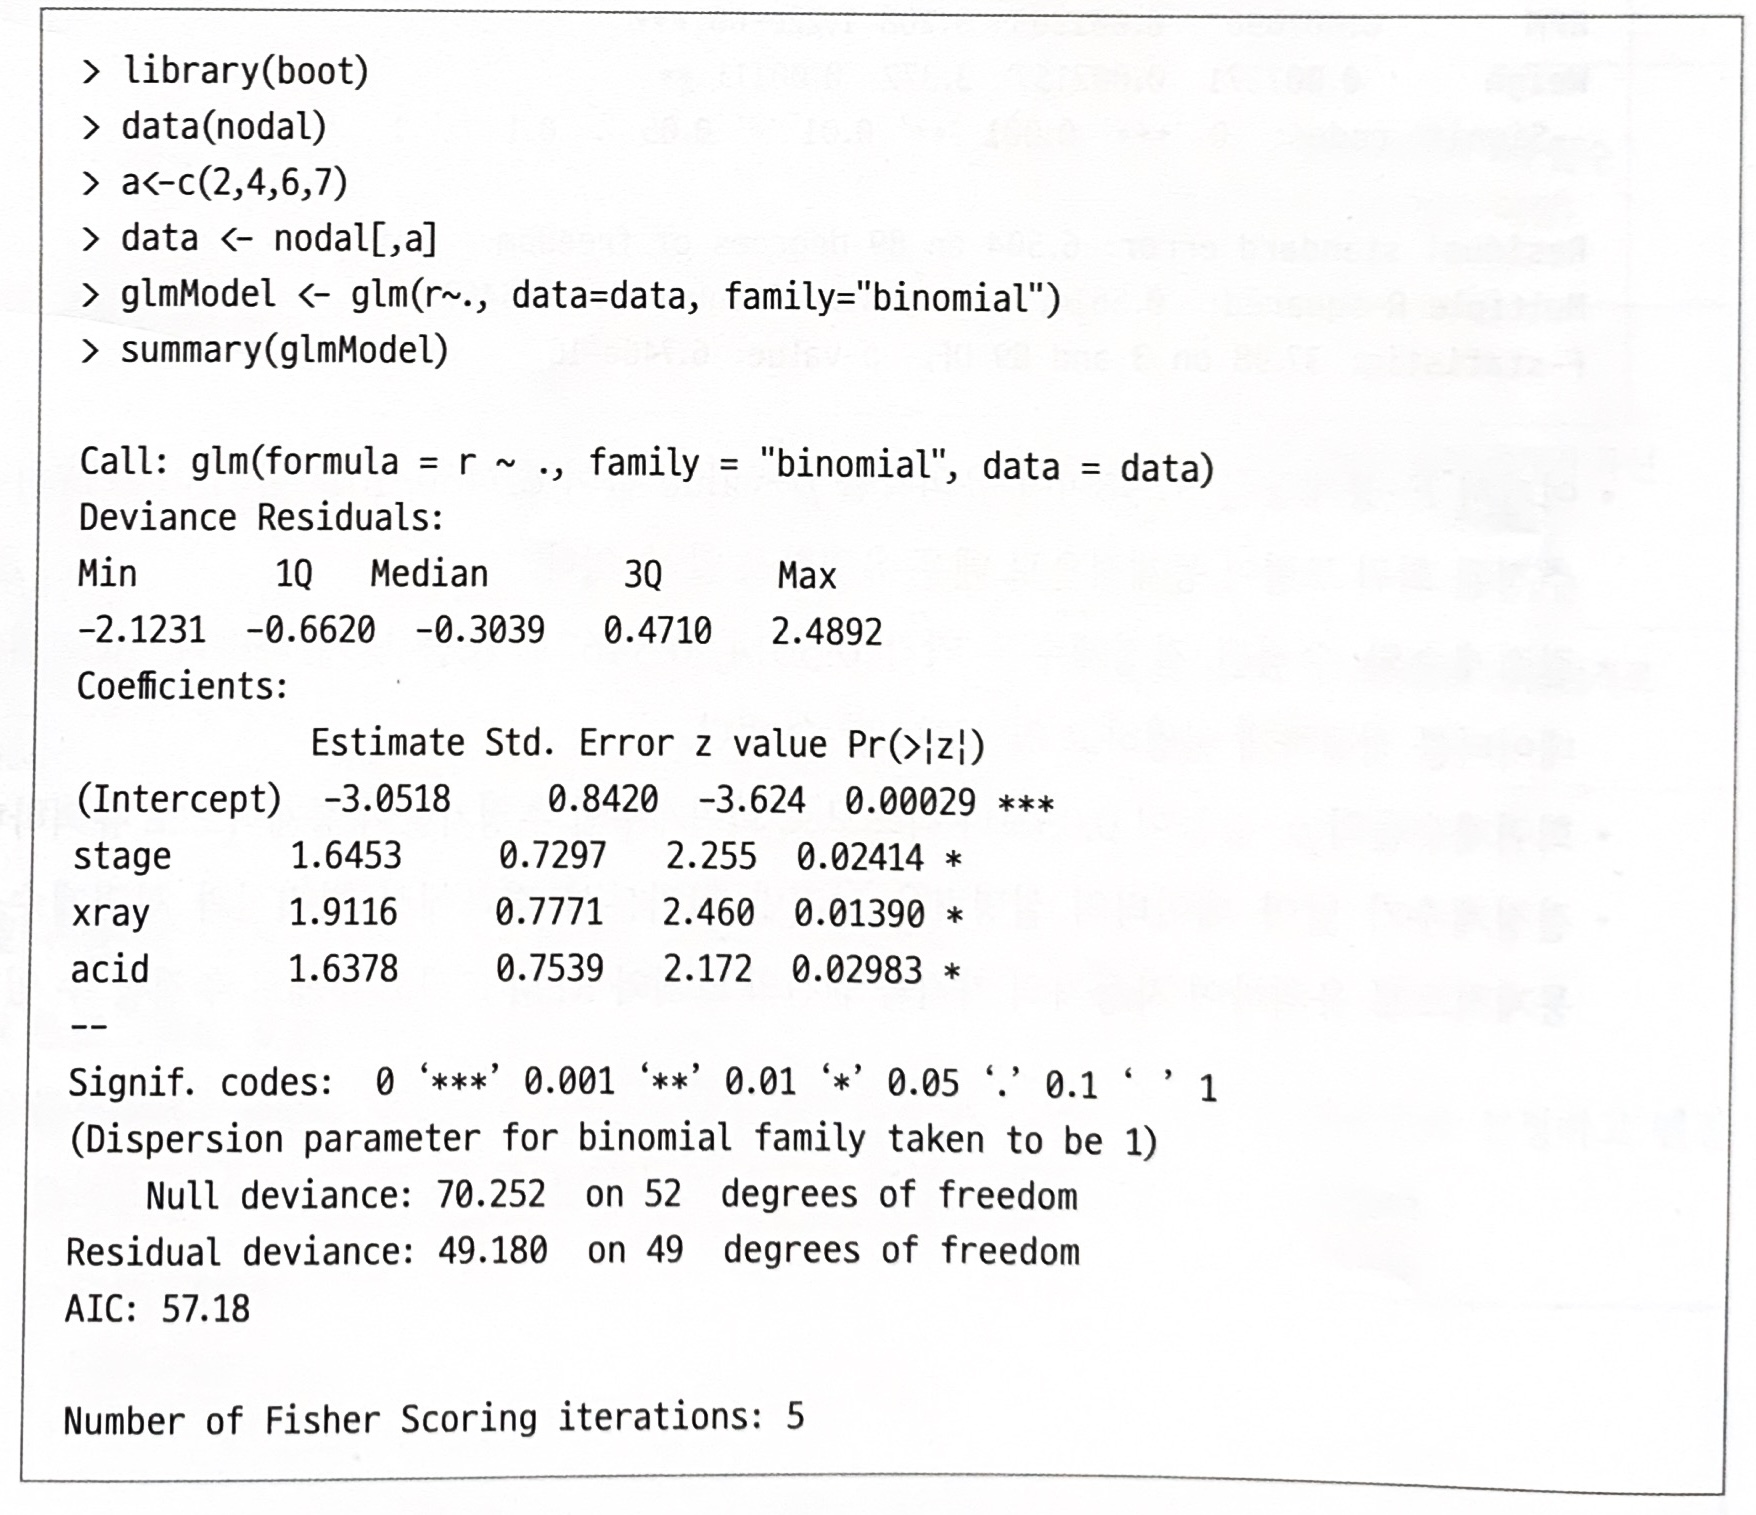 > library(boot)
> data(nodal)
> a<-c(2,4,6,7)
> data <- nodal[,a]
> glmModel <- glm(r~., data=data, family="binomial")
> summary(glmModel)
Call: glm(formula = r ~ ., family = "binomial", data = data)
Deviance Residuals:
Min 1Q Median 3Q Max
-2.1231 -0.6620 -0.3039 0.4710 2.4892
Coefficients:
Estimate Std. Error z value Pr(>¦z¦)
(Intercept) -3.0518 0.8420 -3.624 0.00029 ***
stage 1.6453 0.7297 2.255 0.02414 *
xray 1.9116 0.7771 2.460 0.01390 *
acid 1.6378 0.7539 2.172 0.02983 *
--
Signif. codes: 0 ‘***’ 0.001 ‘**’ 0.01 ‘*’ 0.05 ‘.’ 0.1 ‘ ’ 1
(Dispersion parameter for binomial family taken to be 1)
Null deviance: 70.252 on 52 degrees of freedom
Residual deviance: 49.180 on 49 degrees of freedom
AIC: 57.18
Number of Fisher Scoring iterations: 5